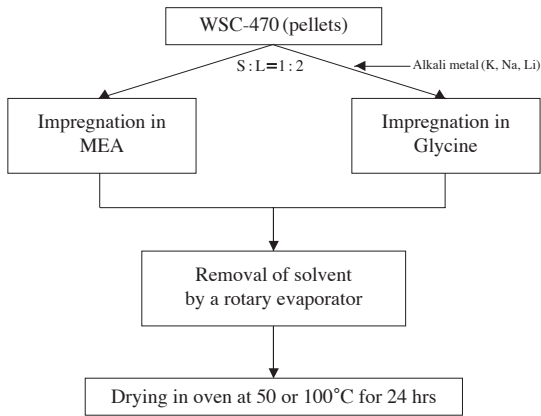 WSC-470 (pellets)
S : L = 1 : 2
Alkali metal (K, Na, Li)
Impregnation in
MEA
Impregnation in
Glycine
Removal of solvent
by a rotary evaporator
Drying in oven at 50 or 100°C for 24 hrs